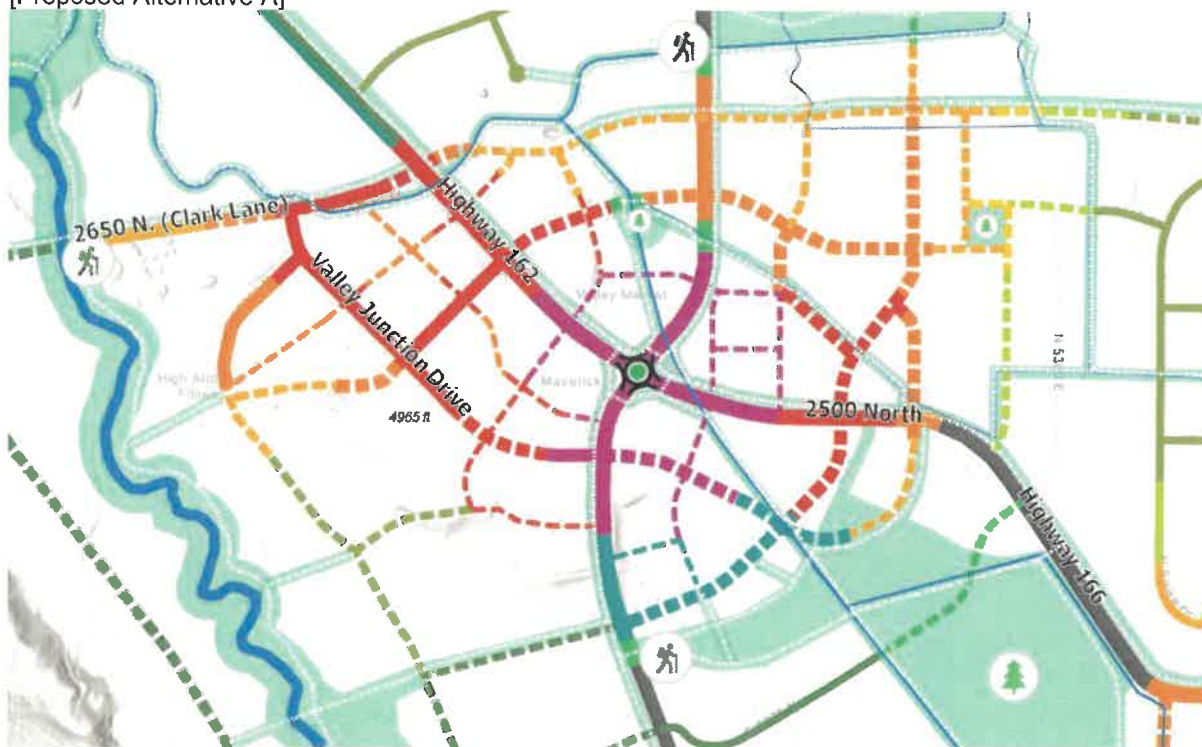 [Proposed Alternative A]
2650 N. (Clark Lane)
Highway 162
Valley Junction Drive
Valley Market
Maverick
4965 ft
2500 North
Highway 166